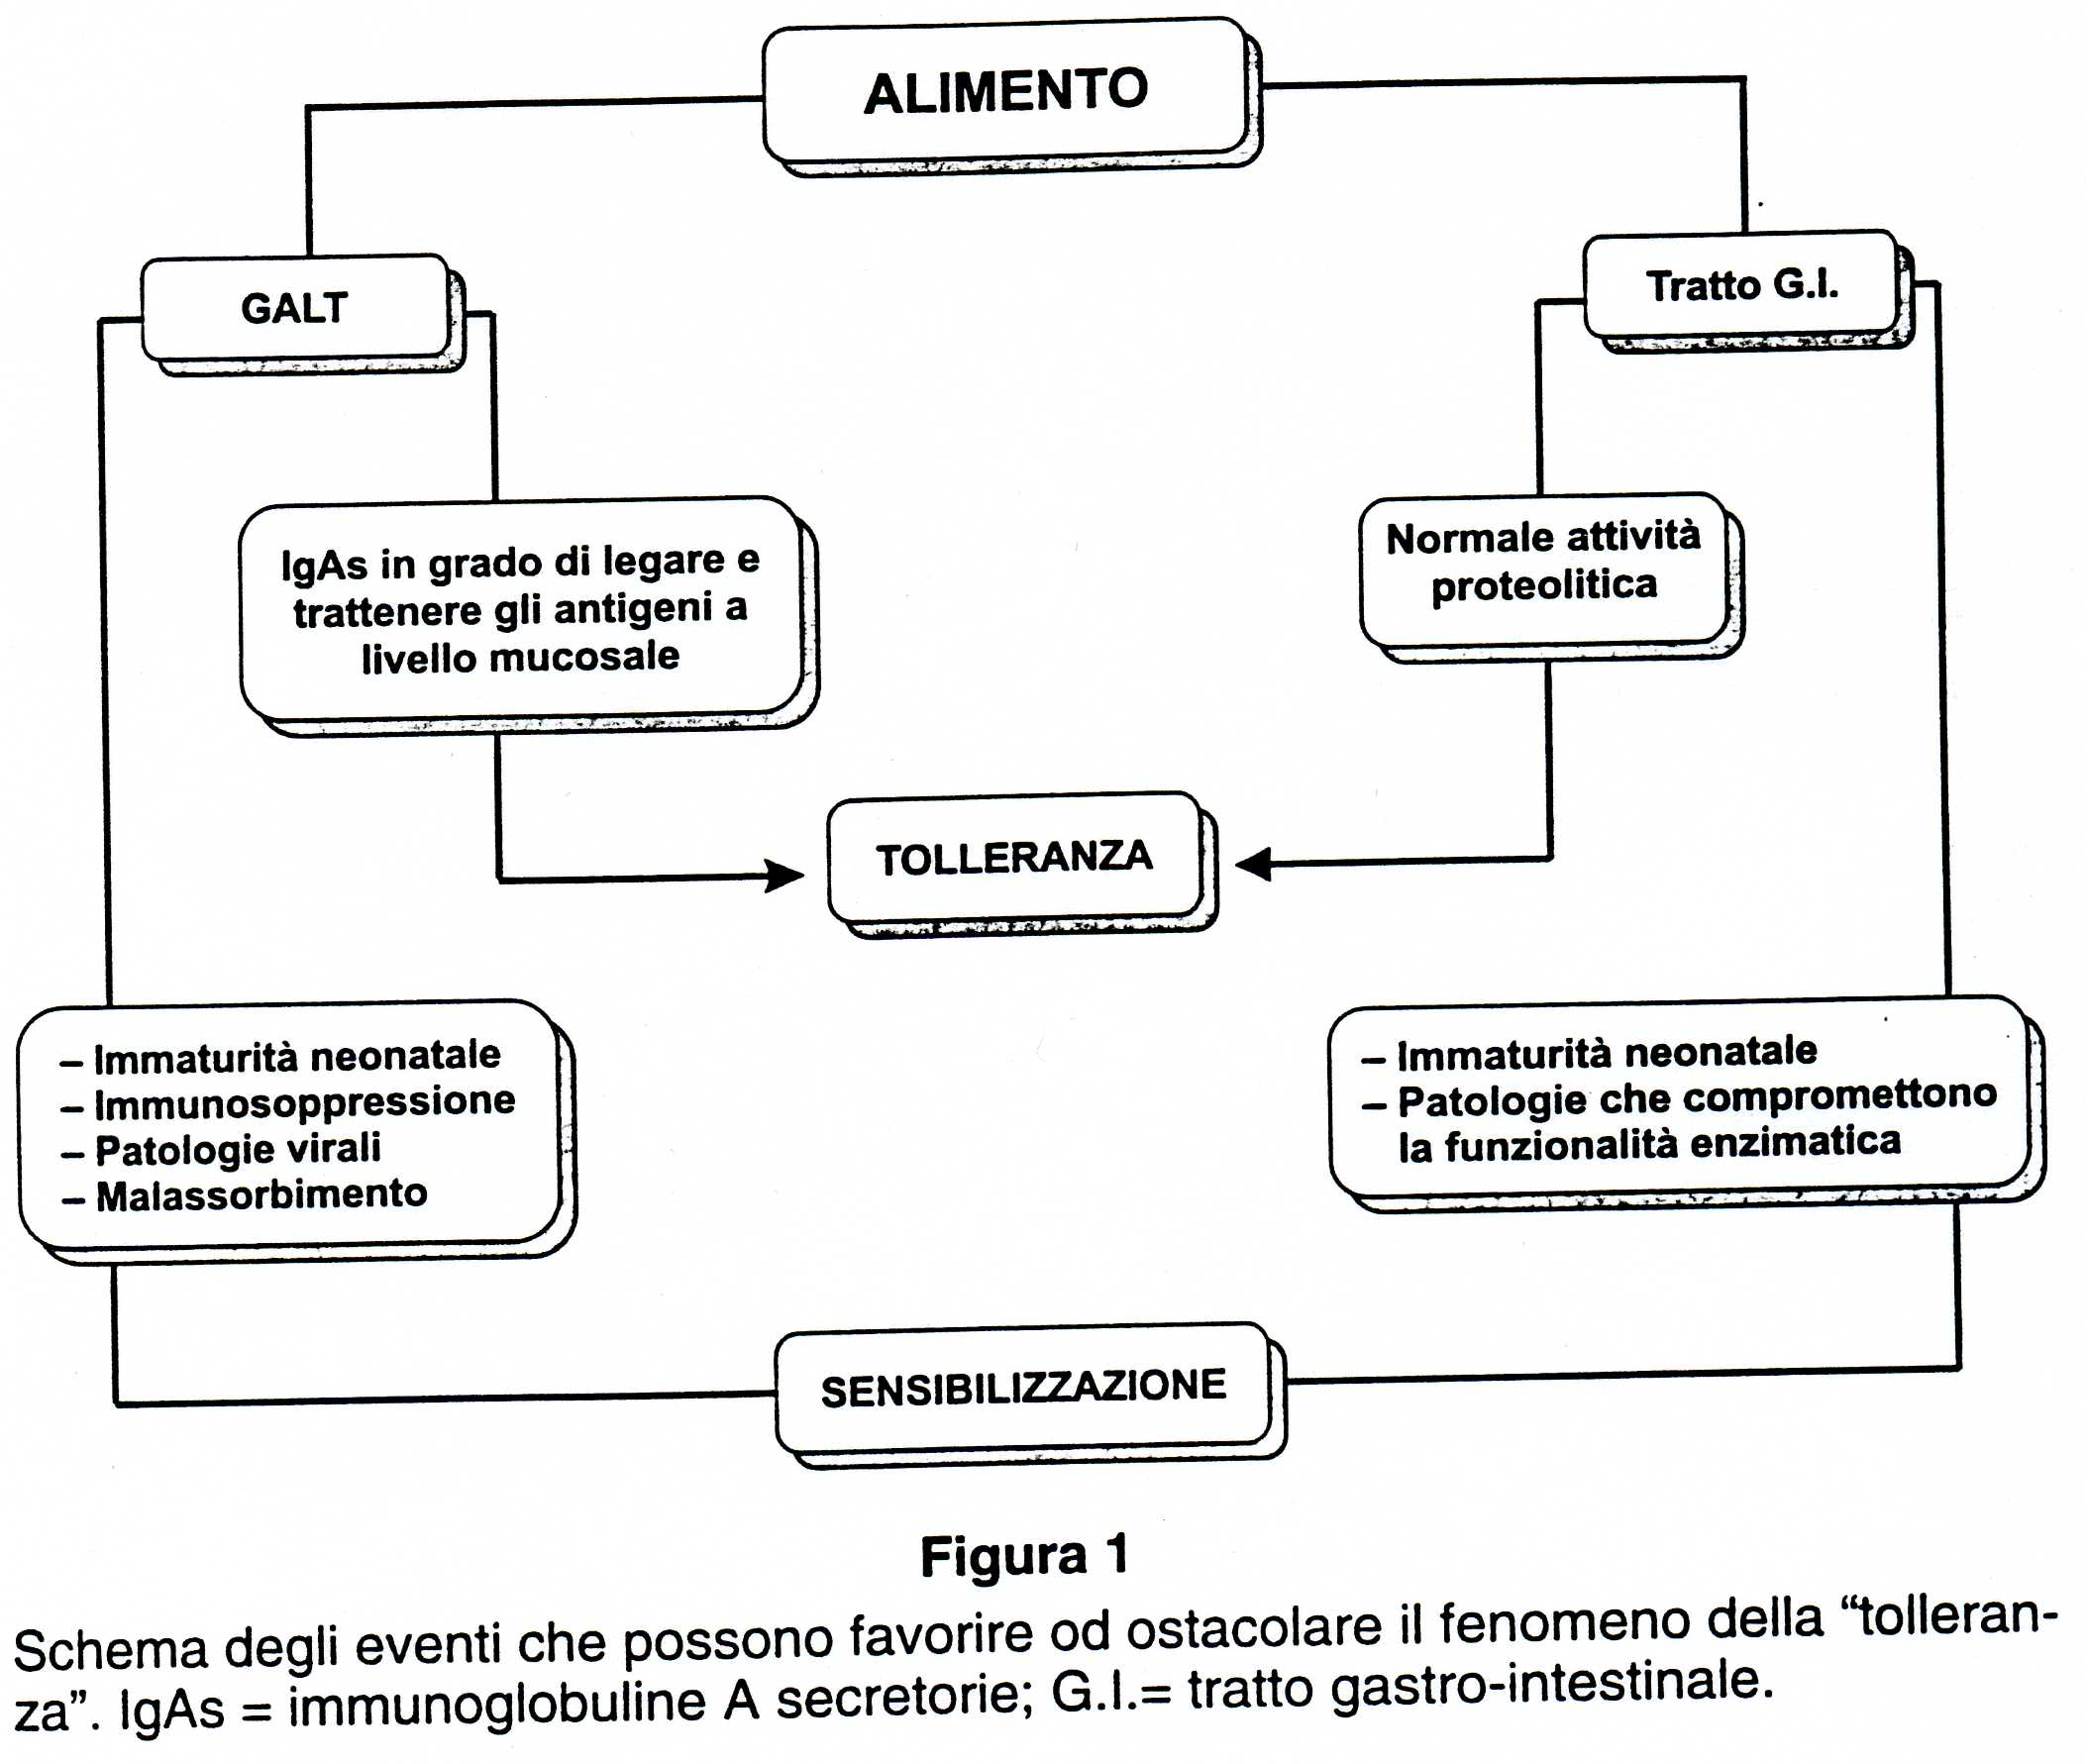 ALIMENTO
GALT
Tratto G.I.
IgAs in grado di legare e
trattenere gli antigeni a
livello mucosale
Normale attività
proteolitica
TOLLERANZA
– Immaturità neonatale
– Immunosoppressione
– Patologie virali
– Malassorbimento
– Immaturità neonatale
– Patologie che compromettono
la funzionalità enzimatica
SENSIBILIZZAZIONE
Figura 1
Schema degli eventi che possono favorire od ostacolare il fenomeno della “tolleran-
za”. IgAs = immunoglobuline A secretorie; G.I.= tratto gastro-intestinale.